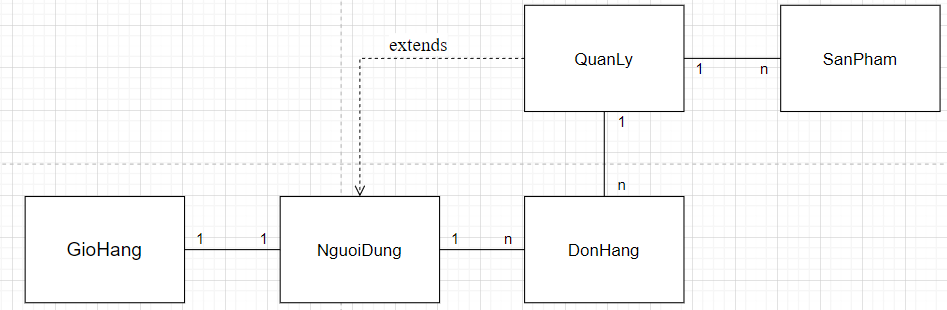 extends
QuanLy
1
n
SanPham
1
n
GioHang
1
1
NguoiDung
1
n
DonHang